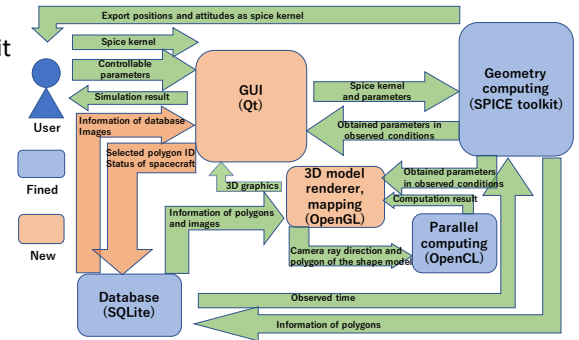 Export positions and attitudes as spice kernel
it
Spice kernel
Controllable
parameters
Simulation result
User
Information of database
Images
Selected polygon ID
Status of spacecraft
GUI
(Qt)
Spice kernel
and parameters
Obtained parameters in
observed conditions
Geometry
computing
(SPICE toolkit)
Fined
New
3D graphics
3D model
renderer,
mapping
(OpenGL)
Obtained parameters
in observed conditions
Computation result
Information of polygons
and images
Camera ray direction and
polygon of the shape model
Parallel
computing
(OpenCL)
Database
(SQLite)
Observed time
Information of polygons